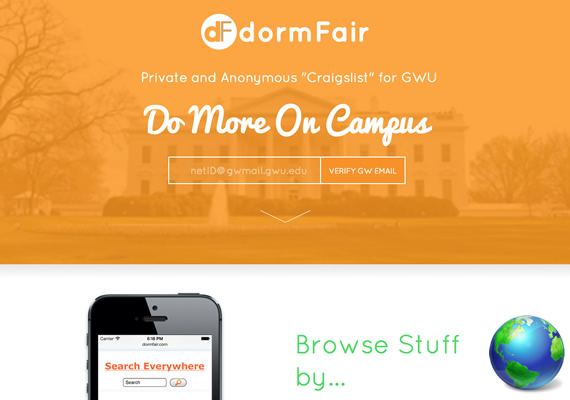 dF dormFair
Private and Anonymous "Craigslist" for GWU
Do More On Campus
netID@gwmail.gwu.edu VERIFY GW EMAIL
Carrier 6:18 PM
dormfair.com
Search Everywhere
Search
Browse Stuff
by...